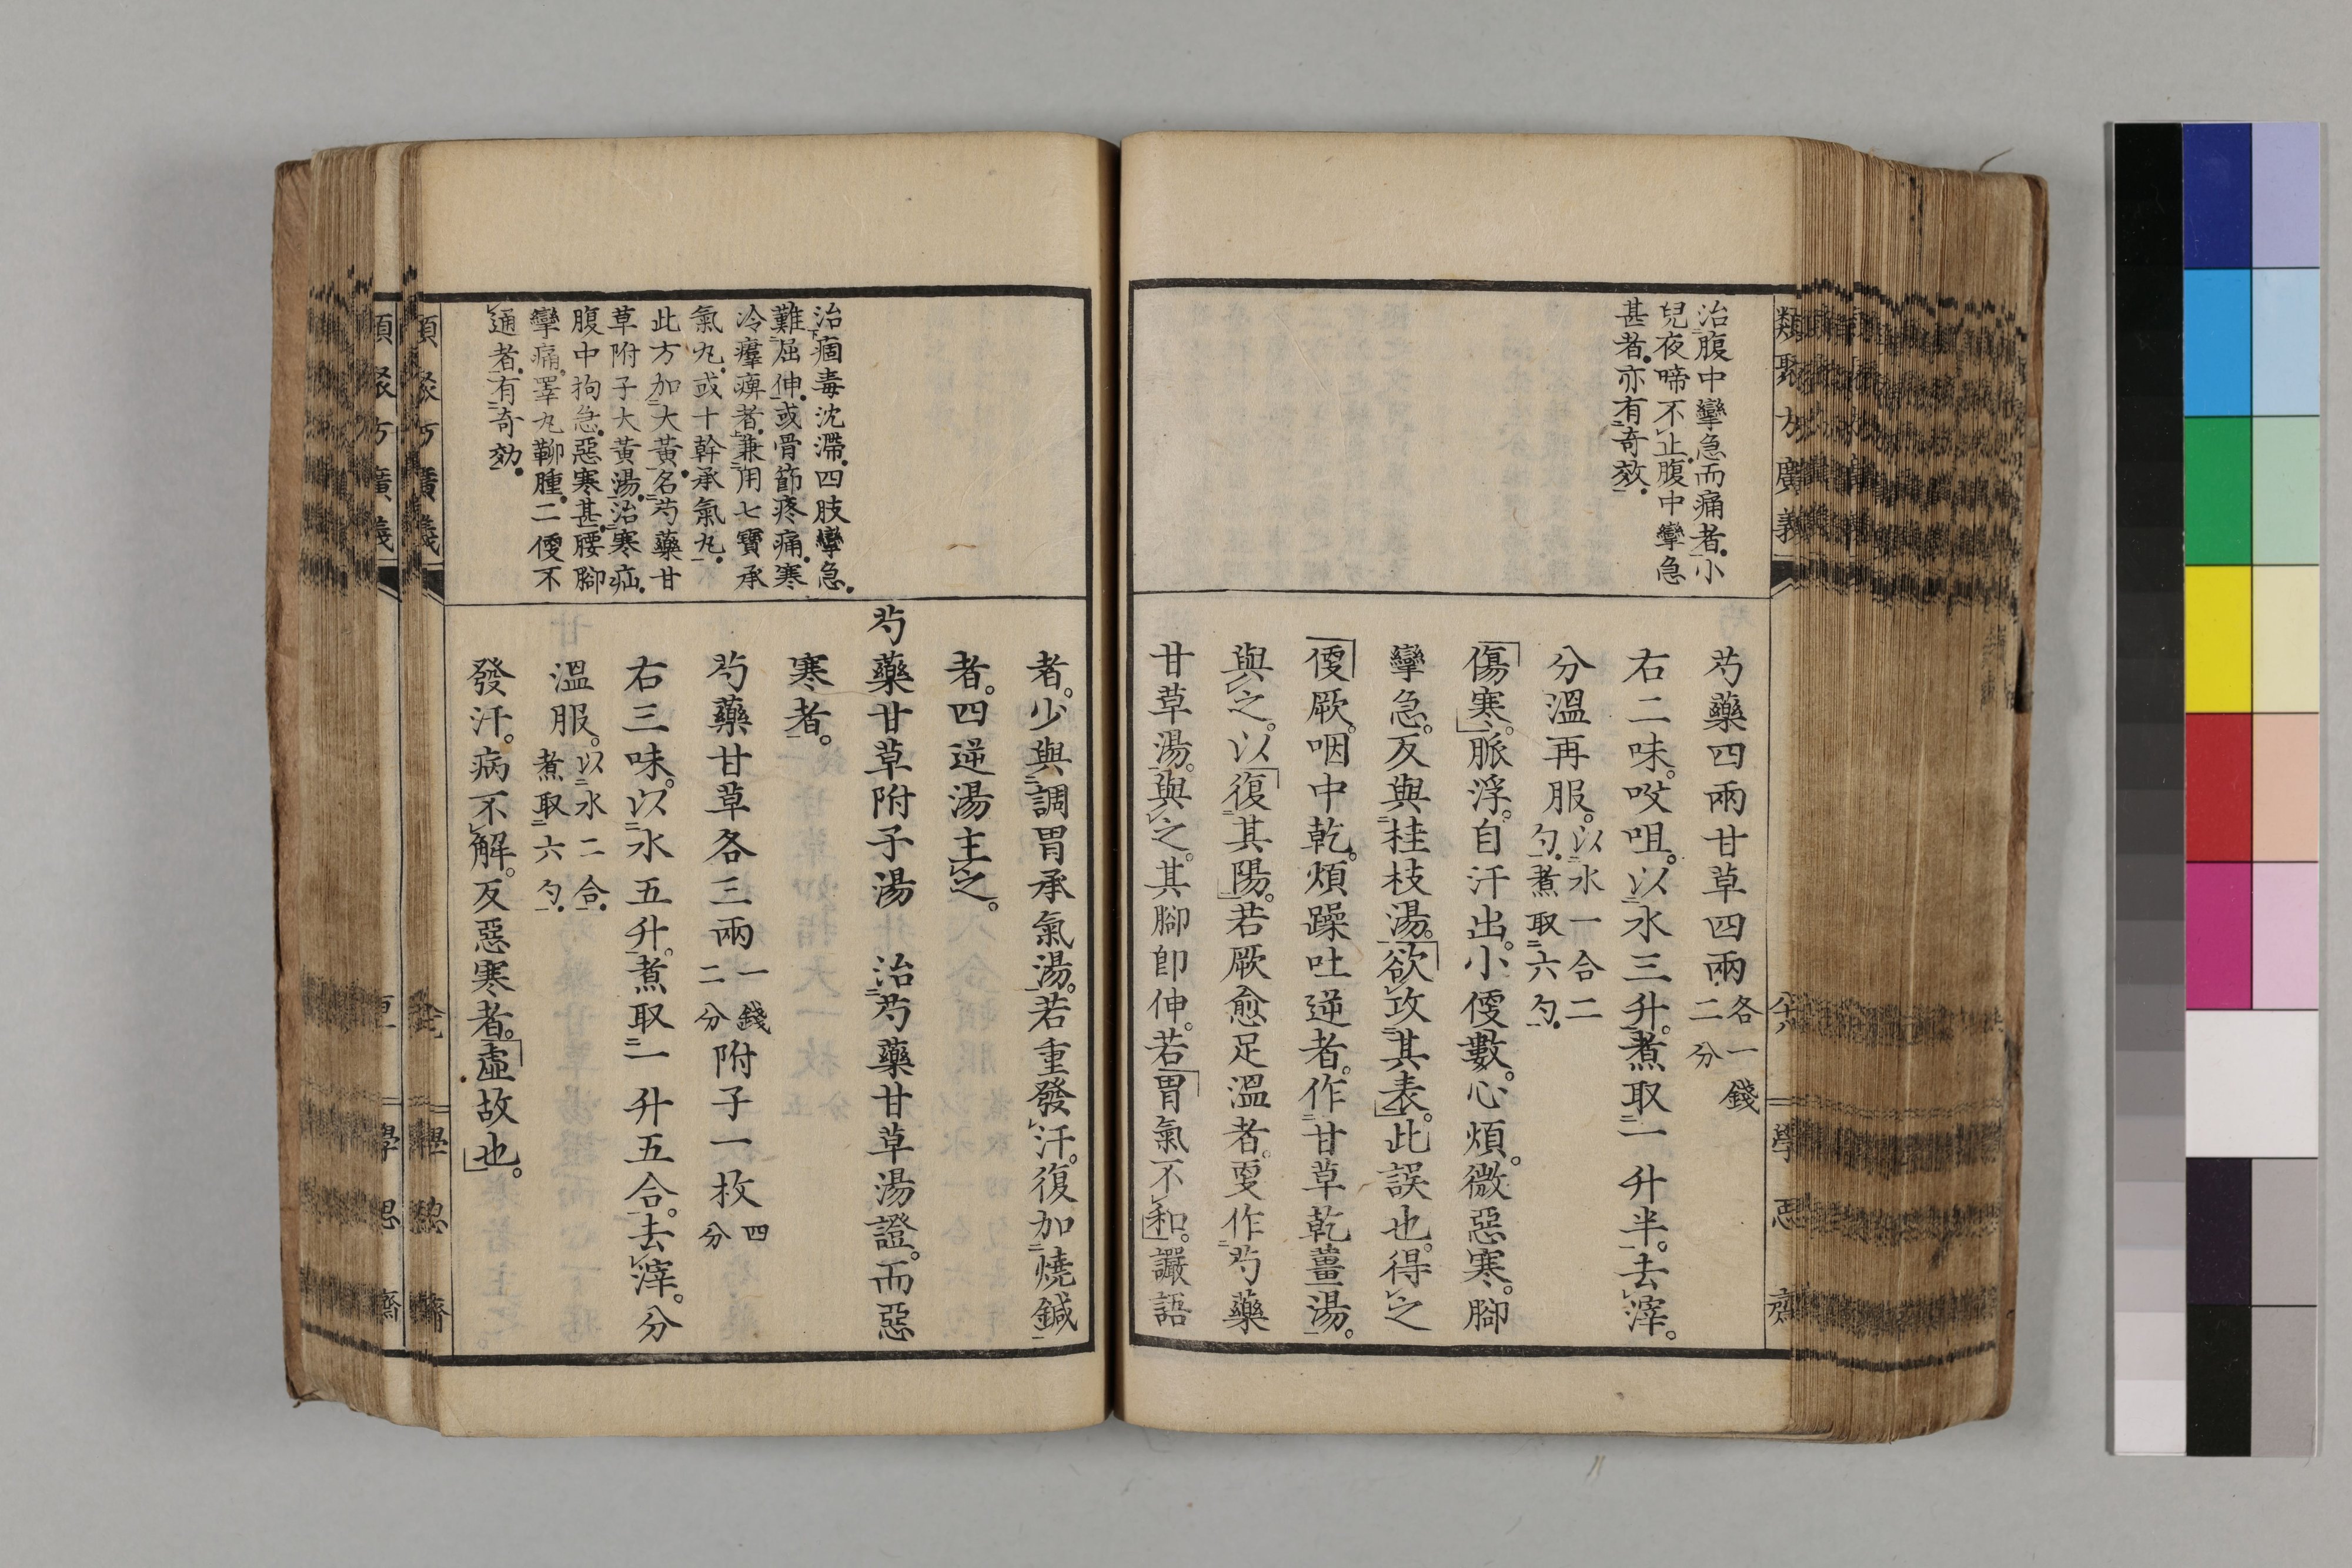 類聚方廣義
六八
學思齋
治腹中攣急而痛者。小
兒夜啼不止。腹中攣急
甚者。亦有奇效。
芍藥四兩甘草四兩各一錢二分
右二味。㕮咀。以水三升。煮取一升半。去滓。
分溫再服。以水一合二勺。煮取六勺。
傷寒。脈浮。自汗出。小便數。心煩。微惡寒。脚
攣急。反與桂枝湯。欲攻其表。此誤也。得之
便厥。咽中乾。煩躁吐逆者。作甘草乾薑湯。
與之。以復其陽。若厥愈足溫者。更作芍藥
甘草湯。與之。其脚卽伸。若胃氣不和。讝語
者。少與調胃承氣湯。若重發汗。復加燒鍼
者。四逆湯主之。
治痼毒沈滯。四肢攣急。
難屈伸。或骨節疼痛。寒
冷𤸷痺者。兼用七寶承
氣丸。或十幹承氣丸。
此方加大黃。名芍藥甘
草附子大黃湯。治寒疝。
腹中拘急。惡寒甚。腰脚
攣痛。睪丸聊腫。二便不
通者。有奇効。
芍藥甘草附子湯　治芍藥甘草湯證。而惡
寒者。
芍藥甘草各三兩一錢二分附子一枚四分
右三味。以水五升。煮取一升五合。去滓。分
溫服。以水二合。煮取六勺。
發汗。病不解。反惡寒者。虛故也。